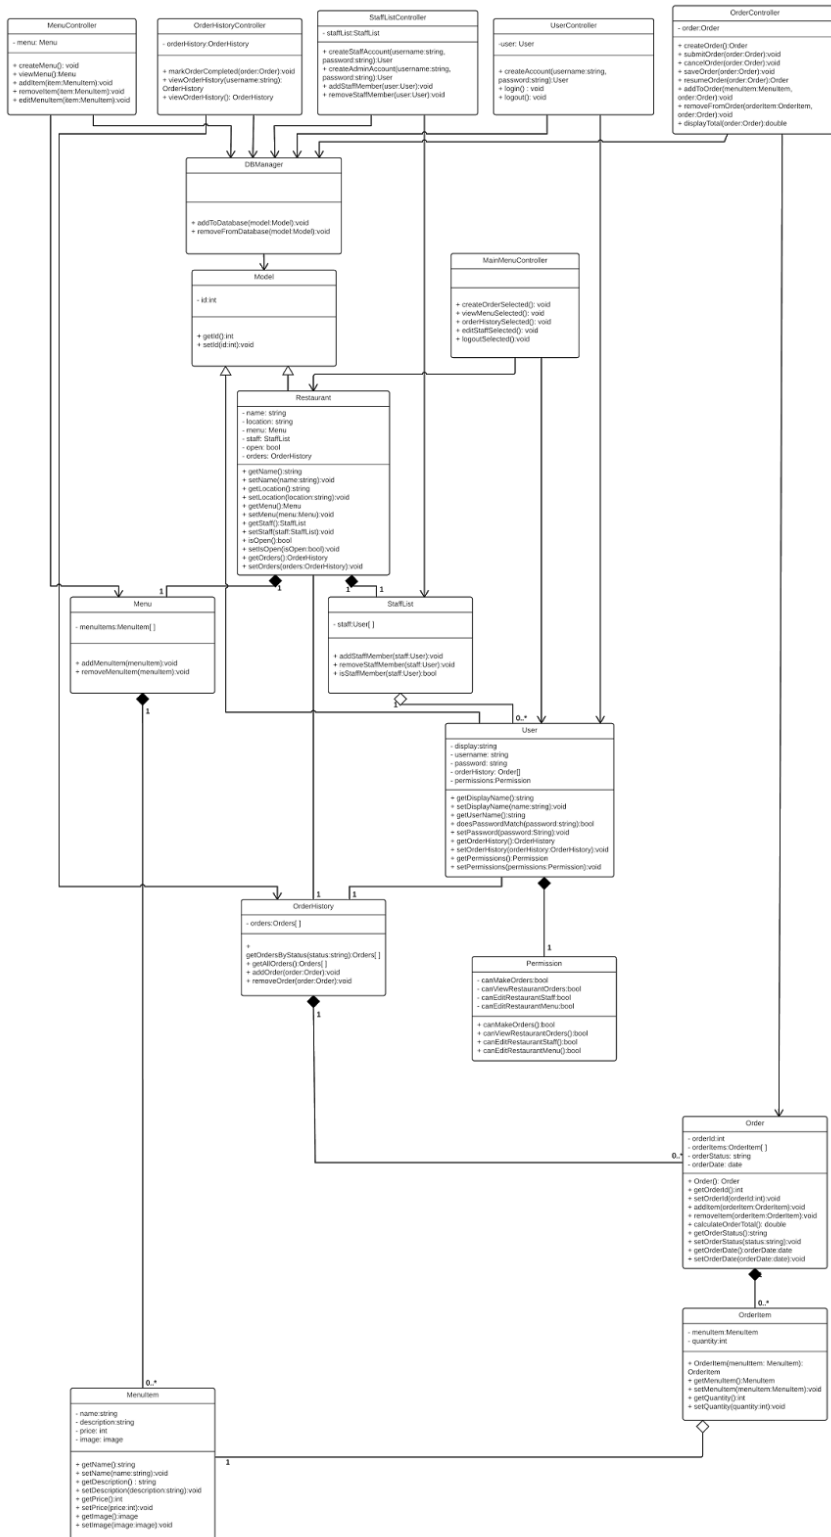 MenuController
- menu: Menu
+ createMenu(): void
+ viewMenu():Menu
+ addItem(item:MenuItem):void
+ removeItem(item:MenuItem):void
+ editMenuItem(item:MenuItem):void
OrderHistoryController
- orderHistory:OrderHistory
+ markOrderCompleted(order:Order):void
+ viewOrderHistory(username:string):
OrderHistory
+ viewOrderHistory(): OrderHistory
StaffListController
- staffList:StaffList
+ createStaffAccount(username:string,
password:string):User
+ createAdminAccount(username:string,
password:string):User
+ addStaffMember(user:User):void
+ removeStaffMember(user:User):void
UserController
-user: User
+ createAccount(username:string,
password:string):User
+ login() : void
+ logout(): void
OrderController
- order:Order
+ createOrder():Order
+ submitOrder(order:Order):void
+ cancelOrder(order:Order):void
+ saveOrder(order:Order):void
+ resumeOrder(order:Order):Order
+ addToOrder(menuItem:MenuItem,
order:Order):void
+ removeFromOrder(orderItem:OrderItem,
order:Order):void
+ displayTotal(order:Order):double
DBManager
+ addToDatabase(model:Model):void
+ removeFromDatabase(model:Model):void
Model
- id:int
+ getId():int
+ setId(id:int):void
MainMenuController
+ createOrderSelected(): void
+ viewMenuSelected(): void
+ orderHistorySelected(): void
+ editStaffSelected(): void
+ logoutSelected():void
Restaurant
- name: string
- location: string
- menu: Menu
- staff: StaffList
- open: bool
- orders: OrderHistory
+ getName():string
+ setName(name:string):void
+ getLocation():string
+ setLocation(location:string):void
+ getMenu():Menu
+ setMenu(menu:Menu):void
+ getStaff():StaffList
+ setStaff(staff:StaffList):void
+ isOpen():bool
+ setIsOpen(isOpen:bool):void
+ getOrders():OrderHistory
+ setOrders(orders:OrderHistory):void
1
1
1
1
Menu
- menuItems:MenuItem[ ]
+ addMenuItem(menuItem):void
+ removeMenuItem(menuItem):void
1
StaffList
- staff:User[ ]
+ addStaffMember(staff:User):void
+ removeStaffMember(staff:User):void
+ isStaffMember(staff:User):bool
1
0..*
User
- display:string
- username: string
- password: string
- orderHistory: Order[]
- permissions:Permission
+ getDisplayName():string
+ setDisplayName(name:string):void
+ getUserName():string
+ doesPasswordMatch(password:string):bool
+ setPassword(password:String):void
+ getOrderHistory():OrderHistory
+ setOrderHistory(orderHistory:OrderHistory):void
+ getPermissions():Permission
+ setPermissions(permissions:Permission):void
1
1
OrderHistory
- orders:Orders[ ]
+
getOrdersByStatus(status:string):Orders[ ]
+ getAllOrders():Orders[ ]
+ addOrder(order:Order):void
+ removeOrder(order:Order):void
1
1
Permission
- canMakeOrders:bool
- canViewRestaurantOrders:bool
- canEditRestaurantStaff:bool
- canEditRestaurantMenu:bool
+ canMakeOrders():bool
+ canViewRestaurantOrders():bool
+ canEditRestaurantStaff():bool
+ canEditRestaurantMenu():bool
0..*
Order
- orderId:int
- orderItems:OrderItem[ ]
- orderStatus: string
- orderDate: date
+ Order(): Order
+ getOrderId():int
+ setOrderId(orderId:int):void
+ addItem(orderItem:OrderItem):void
+ removeItem(orderItem:OrderItem):void
+ calculateOrderTotal(): double
+ getOrderStatus():string
+ setOrderStatus(status:string):void
+ getOrderDate():orderDate:date
+ setOrderDate(orderDate:date):void
0..*
OrderItem
- menuItem:MenuItem
- quantity:int
+ OrderItem(menuItem: MenuItem):
OrderItem
+ getMenuItem():MenuItem
+ setMenuItem(menuItem:MenuItem):void
+ getQuantity():int
+ setQuantity(quantity:int):void
0..*
MenuItem
- name:string
- description:string
- price: int
- image: image
+ getName():string
+ setName(name:string):void
+ getDescription() : string
+ setDescription(description:string):void
+ getPrice():int
+ setPrice(price:int):void
+ getImage():image
+ setImage(image:image):void
1